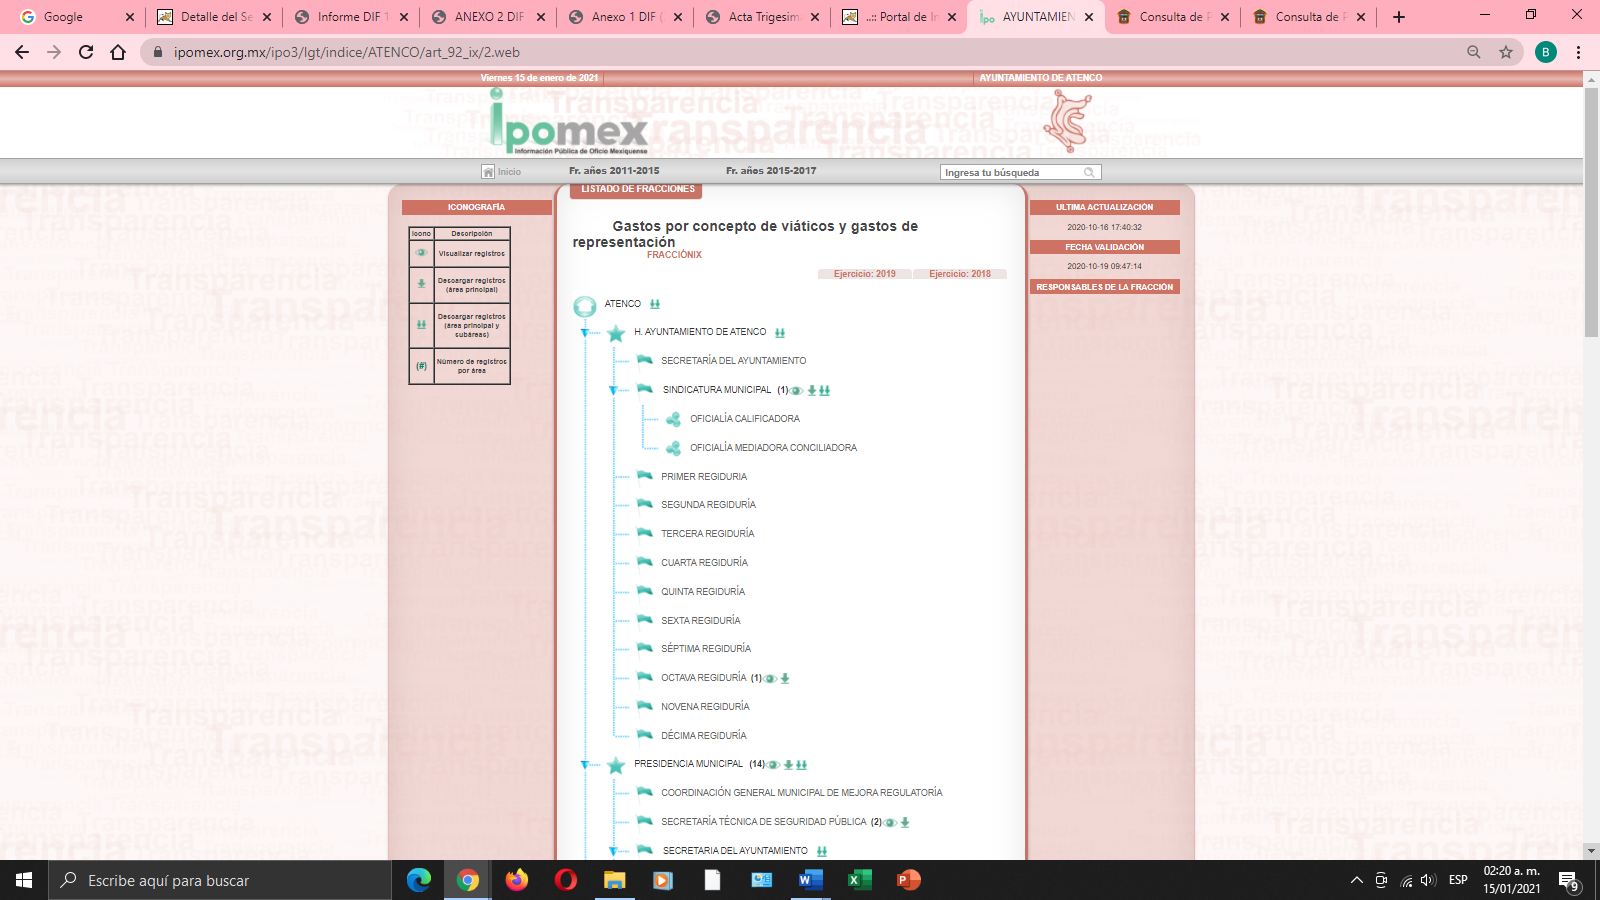 Google
Detalle del Se
Informe DIF 1
ANEXO 2 DIF
Anexo 1 DIF (
Acta Trigesim
..:: Portal de In
AYUNTAMIEN
Consulta de P
Consulta de P
ipomex.org.mx/ipo3/lgt/indice/ATENCO/art_92_ix/2.web
B
Viernes 15 de enero de 2021
AYUNTAMIENTO DE ATENCO
ipomex
Información Pública de Oficio Mexiquense
Transparencia
Inicio
Fr. años 2011-2015
Fr. años 2015-2017
Ingresa tu búsqueda
ICONOGRAFÍA
Icono Descripción
Visualizar registros
Descargar registros
(área principal)
Descargar registros
(área principal y
subáreas)
(#) Número de registros
por área
LISTADO DE FRACCIONES
Gastos por concepto de viáticos y gastos de
representación
FRACCIÓNIX
Ejercicio: 2019
Ejercicio: 2018
ATENCO
H. AYUNTAMIENTO DE ATENCO
SECRETARÍA DEL AYUNTAMIENTO
SINDICATURA MUNICIPAL (1)
OFICIALÍA CALIFICADORA
OFICIALÍA MEDIADORA CONCILIADORA
PRIMER REGIDURIA
SEGUNDA REGIDURÍA
TERCERA REGIDURÍA
CUARTA REGIDURÍA
QUINTA REGIDURÍA
SEXTA REGIDURÍA
SÉPTIMA REGIDURÍA
OCTAVA REGIDURÍA (1)
NOVENA REGIDURÍA
DÉCIMA REGIDURÍA
PRESIDENCIA MUNICIPAL (14)
COORDINACIÓN GENERAL MUNICIPAL DE MEJORA REGULATORÍA
SECRETARÍA TÉCNICA DE SEGURIDAD PÚBLICA (2)
SECRETARIA DEL AYUNTAMIENTO
ULTIMA ACTUALIZACIÓN
2020-10-16 17:40:32
FECHA VALIDACIÓN
2020-10-19 09:47:14
RESPONSABLES DE LA FRACCIÓN
Escribe aquí para buscar
ESP
02:20 a. m.
15/01/2021
9